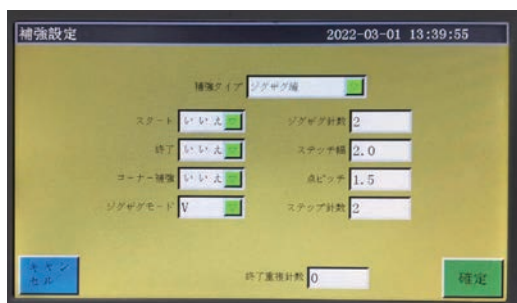 補強設定 2022-03-01 13:39:55
補強タイプ ジグザグ縫
スタート いいえ ジグザグ針数 2
終了 いいえ ステッチ幅 2.0
コーナー補強 いいえ 点ピッチ 1.5
ジグザグモード V ステップ針数 2
終了重複針数 0
キャン
セル
確定